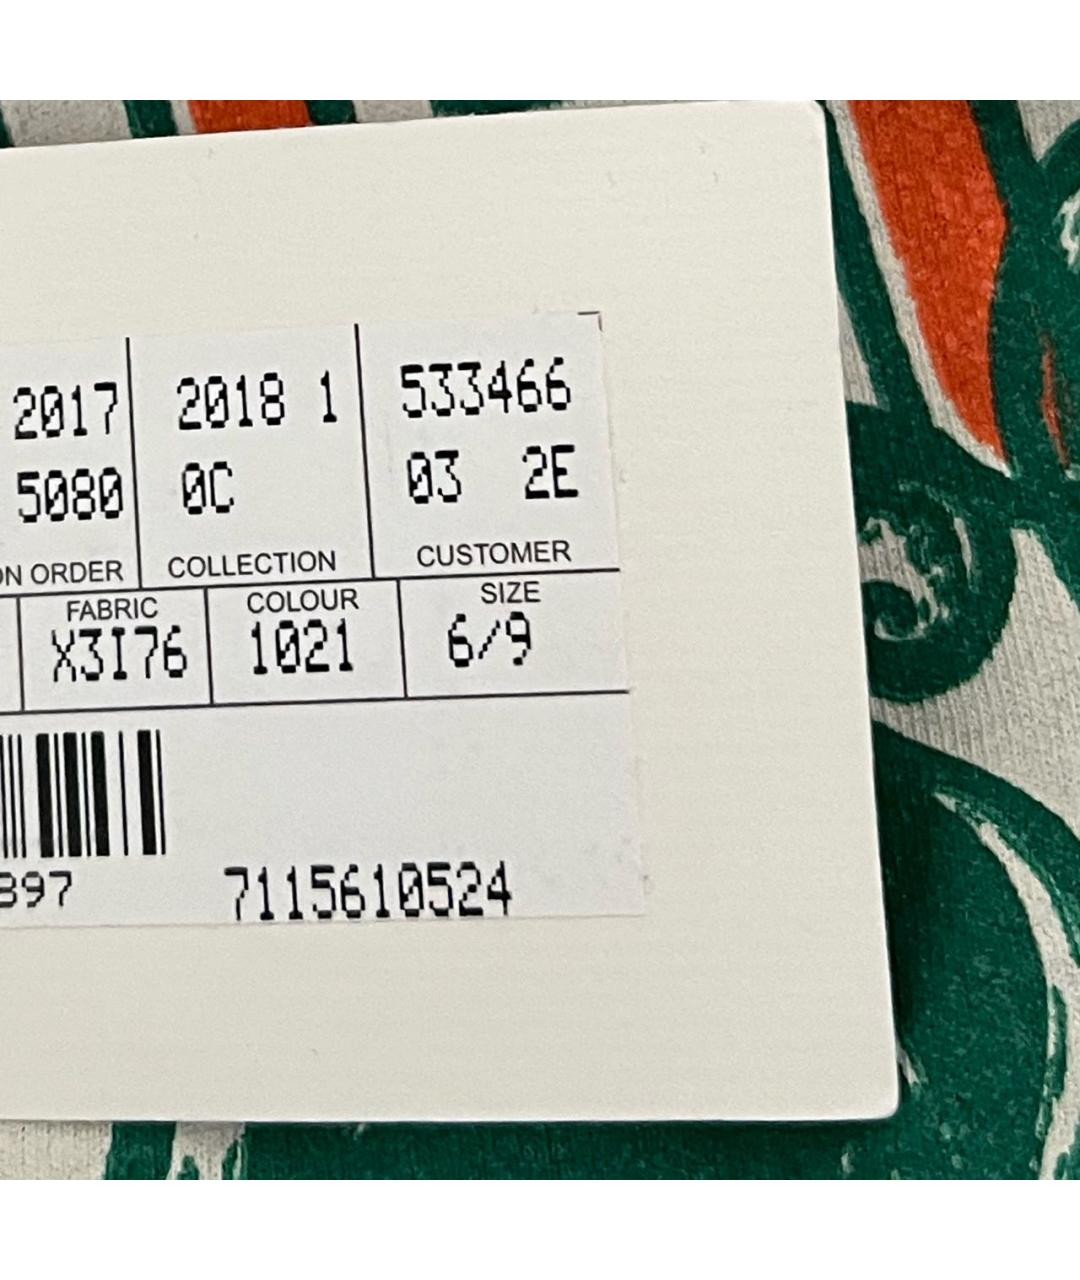 2017 2018 1 533466
5080 0C 03 2E
ORDER COLLECTION CUSTOMER
FABRIC COLOUR SIZE
X3I76 1021 6/9
397 7115610524